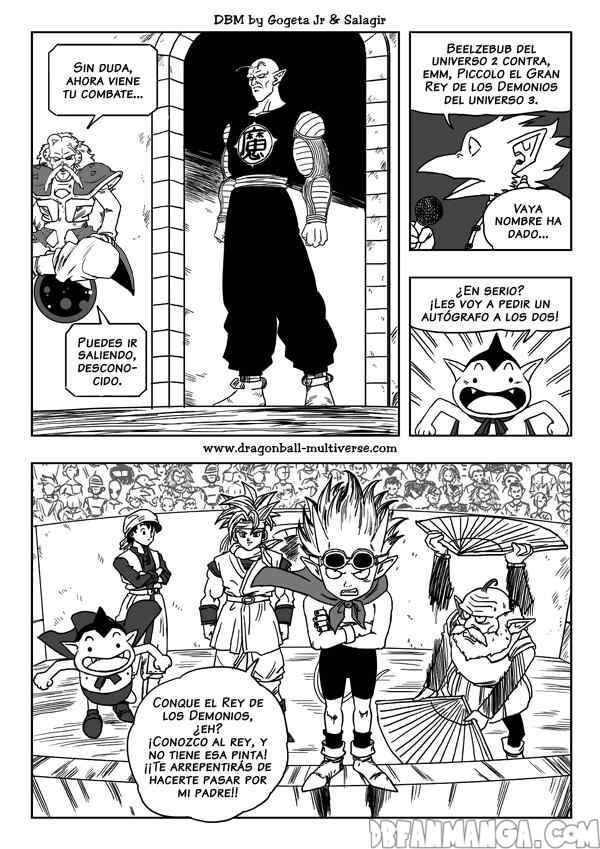 DBM by Gogeta Jr & Salagir
Sin duda,
ahora viene
tu combate...
魔
Puedes ir
saliendo,
descono-
cido.
Beelzebub del
universo 2 contra,
emm, Piccolo el Gran
Rey de los Demonios
del universo 3.
Vaya
nombre ha
dado...
¿En serio?
¡Les voy a pedir un
autógrafo a los dos!
www.dragonball-multiverse.com
Conque el Rey de
los Demonios,
¿eh?
¡Conozco al rey, y
no tiene esa pinta!
¡¡Te arrepentirás de
hacerte pasar por
mi padre!!
DBFANMANGA.COM